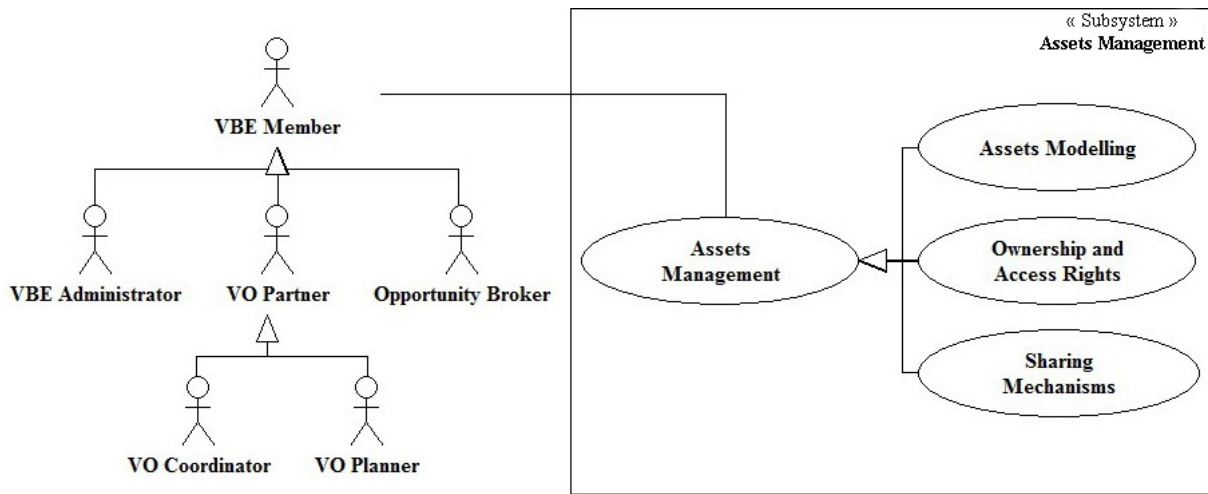 « Subsystem »
Assets Management
VBE Member
Assets Modelling
Assets
Management
Ownership and
Access Rights
VBE Administrator
VO Partner
Opportunity Broker
Sharing
Mechanisms
VO Coordinator
VO Planner